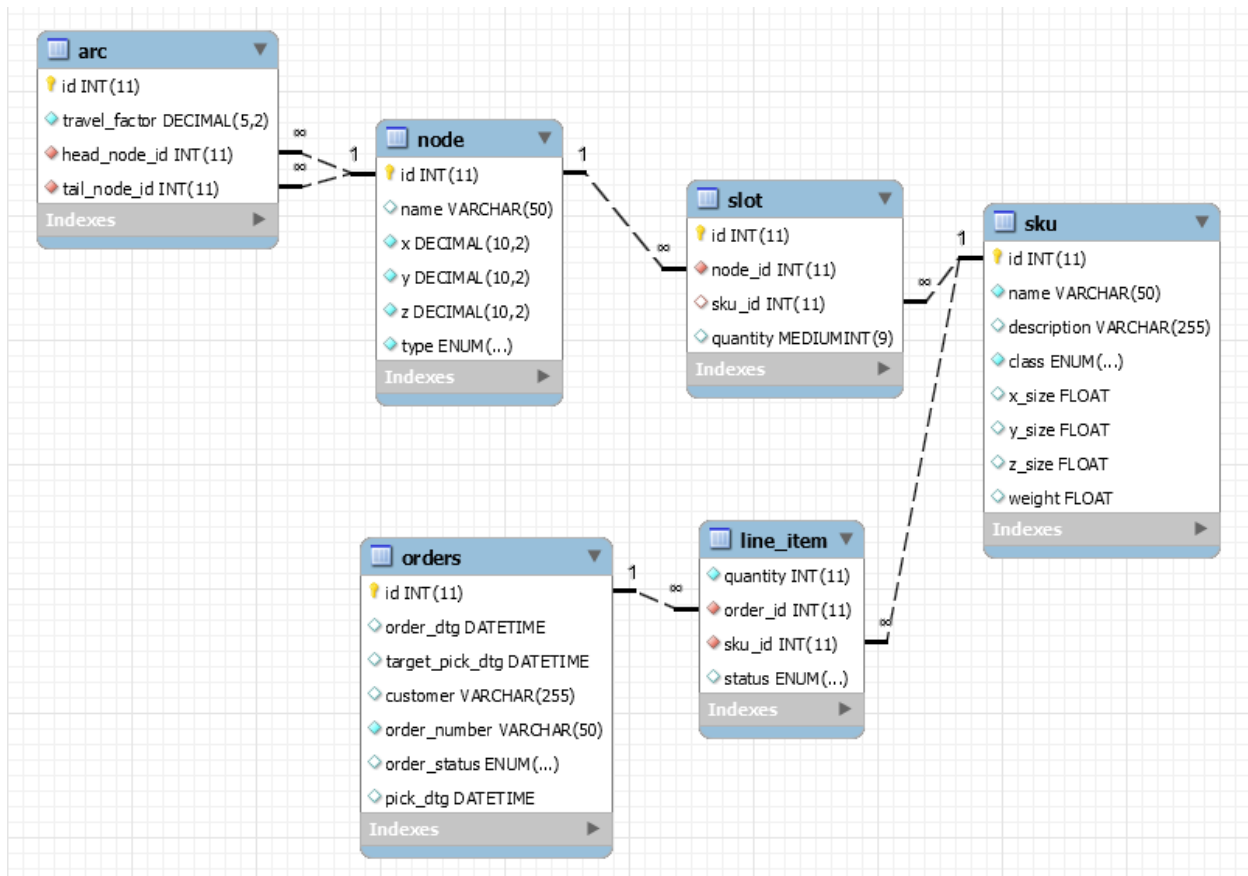 arc
id INT(11)
travel_factor DECIMAL(5,2)
head_node_id INT(11)
tail_node_id INT(11)
Indexes
∞
∞
1
node
id INT(11)
name VARCHAR(50)
x DECIMAL(10,2)
y DECIMAL(10,2)
z DECIMAL(10,2)
type ENUM(...)
Indexes
1
∞
slot
id INT(11)
node_id INT(11)
sku_id INT(11)
quantity MEDIUMINT(9)
Indexes
∞
1
sku
id INT(11)
name VARCHAR(50)
description VARCHAR(255)
class ENUM(...)
x_size FLOAT
y_size FLOAT
z_size FLOAT
weight FLOAT
Indexes
orders
id INT(11)
order_dtg DATETIME
target_pick_dtg DATETIME
customer VARCHAR(255)
order_number VARCHAR(50)
order_status ENUM(...)
pick_dtg DATETIME
Indexes
1
∞
line_item
quantity INT(11)
order_id INT(11)
sku_id INT(11)
status ENUM(...)
Indexes
∞